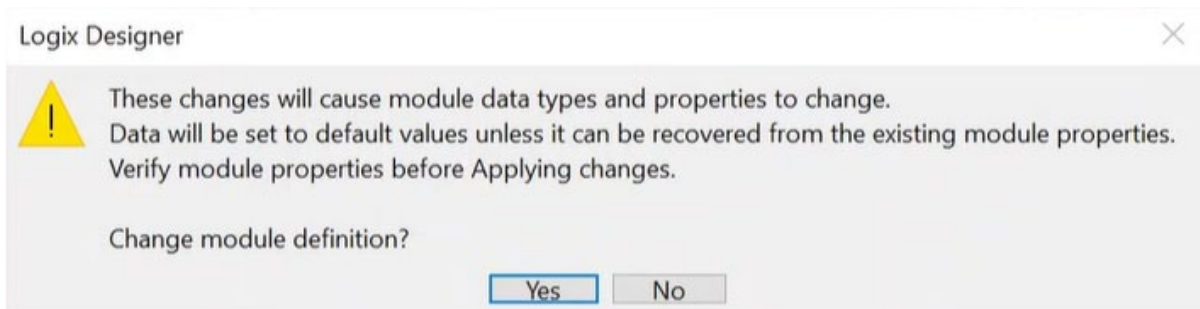 Logix Designer
These changes will cause module data types and properties to change.
Data will be set to default values unless it can be recovered from the existing module properties.
Verify module properties before Applying changes.
Change module definition?
Yes No